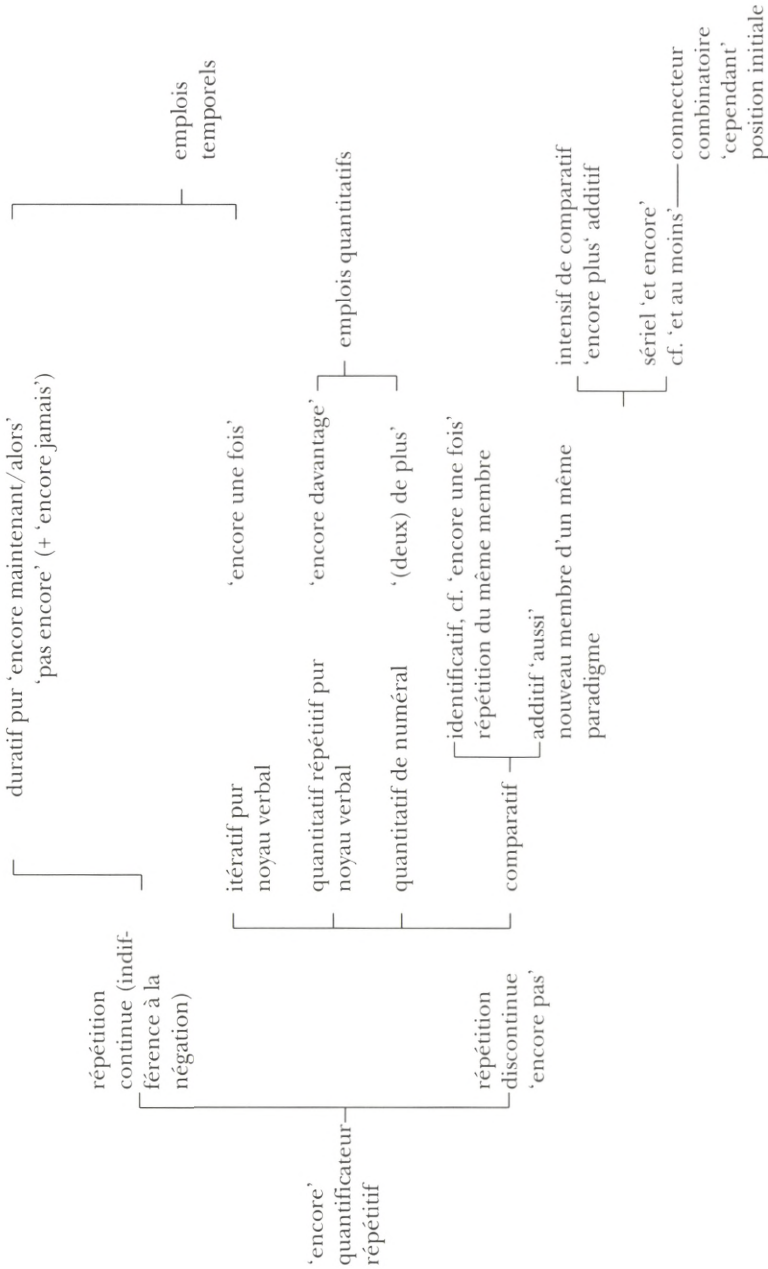 'encore'
quantificateur
répétitif
répétition
continue (indif-
férence à la
négation)
répétition
discontinue
'encore pas'
duratif pur 'encore maintenant/alors'
'pas encore' (+ 'encore jamais')
itératif pur
noyau verbal
'encore une fois'
quantitatif répétitif pur
noyau verbal
'encore davantage'
quantitatif de numéral
'(deux) de plus'
comparatif
identificatif, cf. 'encore une fois'
répétition du même membre
additif 'aussi'
nouveau membre d'un même
paradigme
emplois
temporels
emplois quantitatifs
intensif de comparatif
'encore plus' additif
sériel 'et encore'
cf. 'et au moins'
connecteur
combinatoire
'cependant'
position initiale